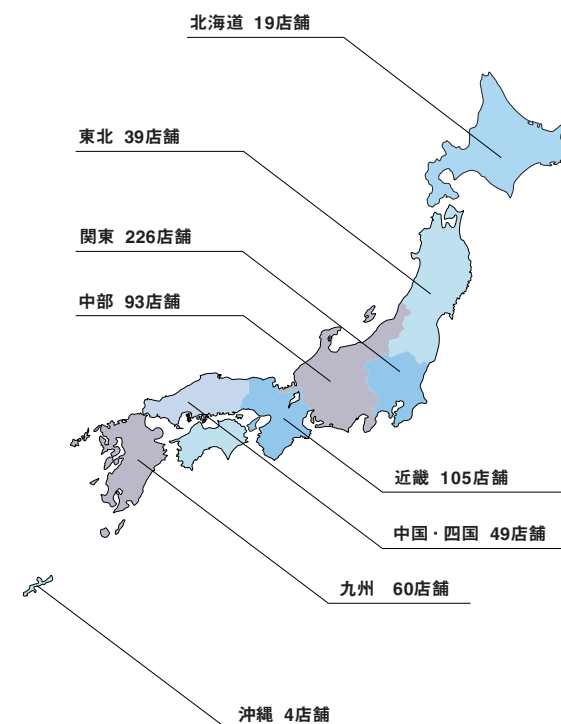 北海道 19店舗
東北 39店舗
関東 226店舗
中部 93店舗
近畿 105店舗
中国・四国 49店舗
九州 60店舗
沖縄 4店舗